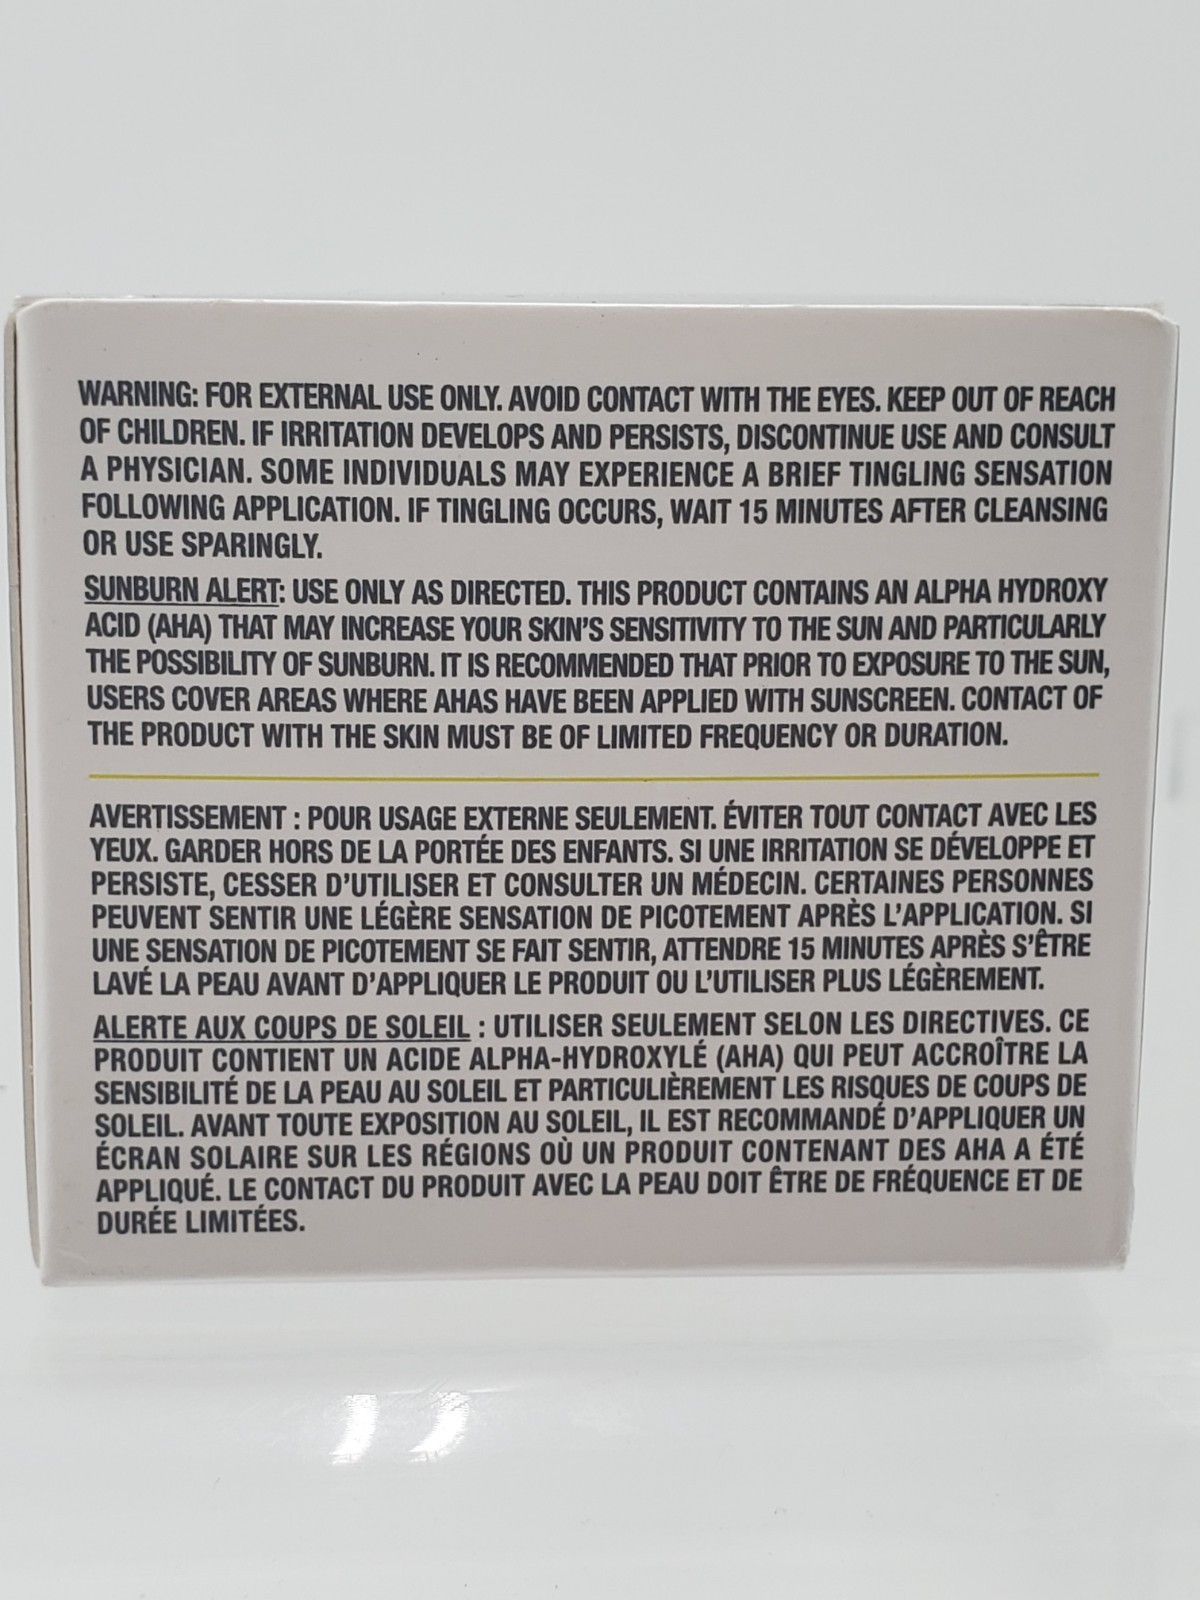 WARNING: FOR EXTERNAL USE ONLY. AVOID CONTACT WITH THE EYES. KEEP OUT OF REACH
OF CHILDREN. IF IRRITATION DEVELOPS AND PERSISTS, DISCONTINUE USE AND CONSULT
A PHYSICIAN. SOME INDIVIDUALS MAY EXPERIENCE A BRIEF TINGLING SENSATION
FOLLOWING APPLICATION. IF TINGLING OCCURS, WAIT 15 MINUTES AFTER CLEANSING
OR USE SPARINGLY.
SUNBURN ALERT: USE ONLY AS DIRECTED. THIS PRODUCT CONTAINS AN ALPHA HYDROXY
ACID (AHA) THAT MAY INCREASE YOUR SKIN'S SENSITIVITY TO THE SUN AND PARTICULARLY
THE POSSIBILITY OF SUNBURN. IT IS RECOMMENDED THAT PRIOR TO EXPOSURE TO THE SUN,
USERS COVER AREAS WHERE AHAS HAVE BEEN APPLIED WITH SUNSCREEN. CONTACT OF
THE PRODUCT WITH THE SKIN MUST BE OF LIMITED FREQUENCY OR DURATION.
AVERTISSEMENT : POUR USAGE EXTERNE SEULEMENT. ÉVITER TOUT CONTACT AVEC LES
YEUX. GARDER HORS DE LA PORTÉE DES ENFANTS. SI UNE IRRITATION SE DÉVELOPPE ET
PERSISTE, CESSER D'UTILISER ET CONSULTER UN MÉDECIN. CERTAINES PERSONNES
PEUVENT SENTIR UNE LÉGÈRE SENSATION DE PICOTEMENT APRÈS L'APPLICATION. SI
UNE SENSATION DE PICOTEMENT SE FAIT SENTIR, ATTENDRE 15 MINUTES APRÈS S'ÊTRE
LAVÉ LA PEAU AVANT D'APPLIQUER LE PRODUIT OU L'UTILISER PLUS LÉGÈREMENT.
ALERTE AUX COUPS DE SOLEIL : UTILISER SEULEMENT SELON LES DIRECTIVES. CE
PRODUIT CONTIENT UN ACIDE ALPHA-HYDROXYLÉ (AHA) QUI PEUT ACCROÎTRE LA
SENSIBILITÉ DE LA PEAU AU SOLEIL ET PARTICULIÈREMENT LES RISQUES DE COUPS DE
SOLEIL. AVANT TOUTE EXPOSITION AU SOLEIL, IL EST RECOMMANDÉ D'APPLIQUER UN
ÉCRAN SOLAIRE SUR LES RÉGIONS OÙ UN PRODUIT CONTENANT DES AHA A ÉTÉ
APPLIQUÉ. LE CONTACT DU PRODUIT AVEC LA PEAU DOIT ÊTRE DE FRÉQUENCE ET DE
DURÉE LIMITÉES.